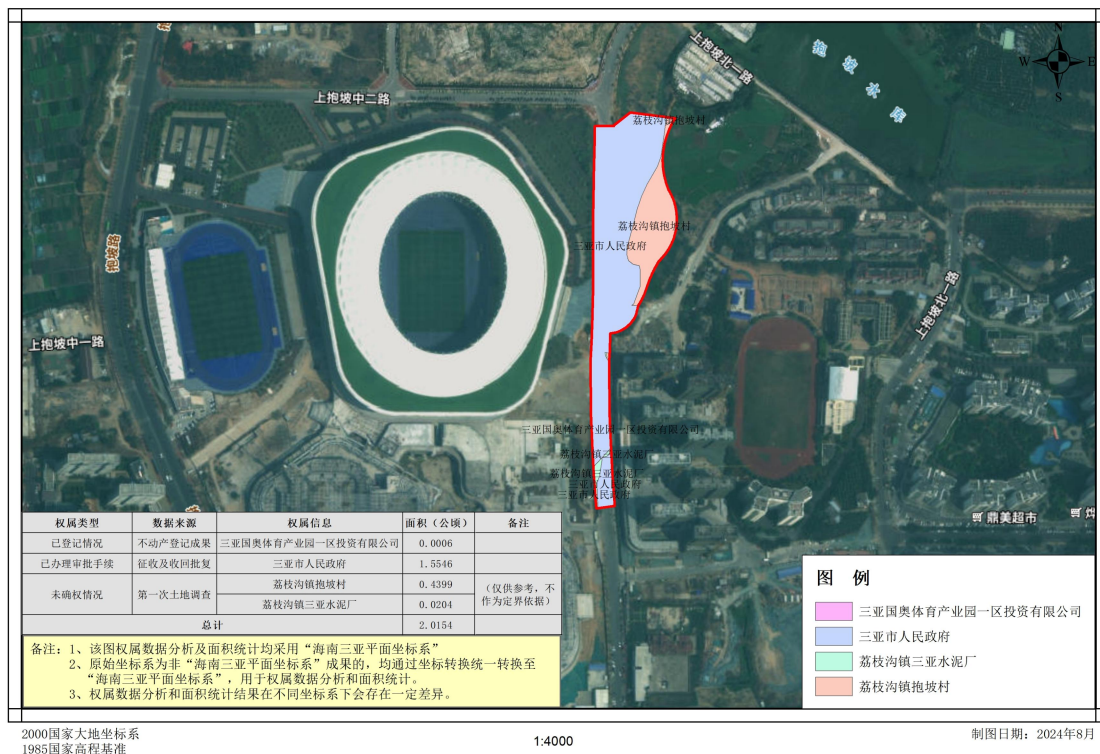 上抱坡中二路
上抱坡北一路
抱坡水库
N
W
E
S
荔枝沟镇抱坡村
荔枝沟镇抱坡村
三亚市人民政府
抱坡路
上抱坡中一路
上抱坡北一路
三亚国奥体育产业园一区投资有限公司
荔枝沟镇三亚水泥厂
荔枝沟镇三亚水泥厂
三亚市人民政府
三亚市人民政府
鼎美超市
权属类型 数据来源 权属信息 面积（公顷） 备注
已登记情况 不动产登记成果 三亚国奥体育产业园一区投资有限公司 0.0006
已办理审批手续 征收及收回批复 三亚市人民政府 1.5546
未确权情况 第一次土地调查 荔枝沟镇抱坡村 0.4399 （仅供参考，不
作为定界依据）
荔枝沟镇三亚水泥厂 0.0204
总计 2.0154
备注：1、该图权属数据分析及面积统计均采用“海南三亚平面坐标系”
2、原始坐标系为非“海南三亚平面坐标系”成果的，均通过坐标转换统一转换至
“海南三亚平面坐标系”，用于权属数据分析和面积统计。
3、权属数据分析和面积统计结果在不同坐标系下会存在一定差异。
图 例
三亚国奥体育产业园一区投资有限公司
三亚市人民政府
荔枝沟镇三亚水泥厂
荔枝沟镇抱坡村
2000国家大地坐标系
1985国家高程基准
1:4000
制图日期：2024年8月